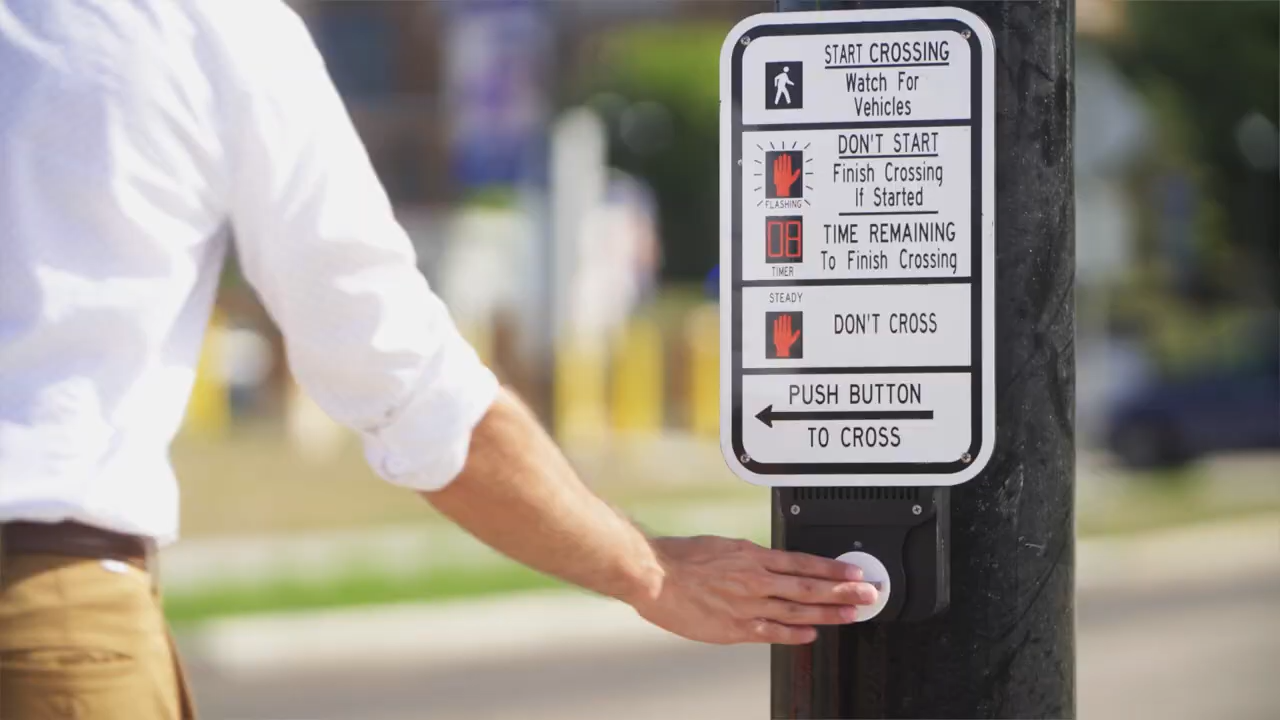 START CROSSING
Watch For
Vehicles
DON'T START
Finish Crossing
If Started
FLASHING
08
TIME REMAINING
To Finish Crossing
TIMER
STEADY
DON'T CROSS
PUSH BUTTON
TO CROSS